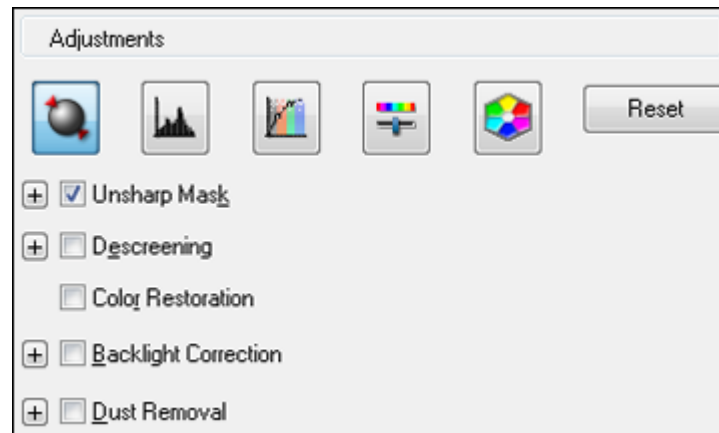 Adjustments
Reset
Unsharp Mask
Descreening
Color Restoration
Backlight Correction
Dust Removal